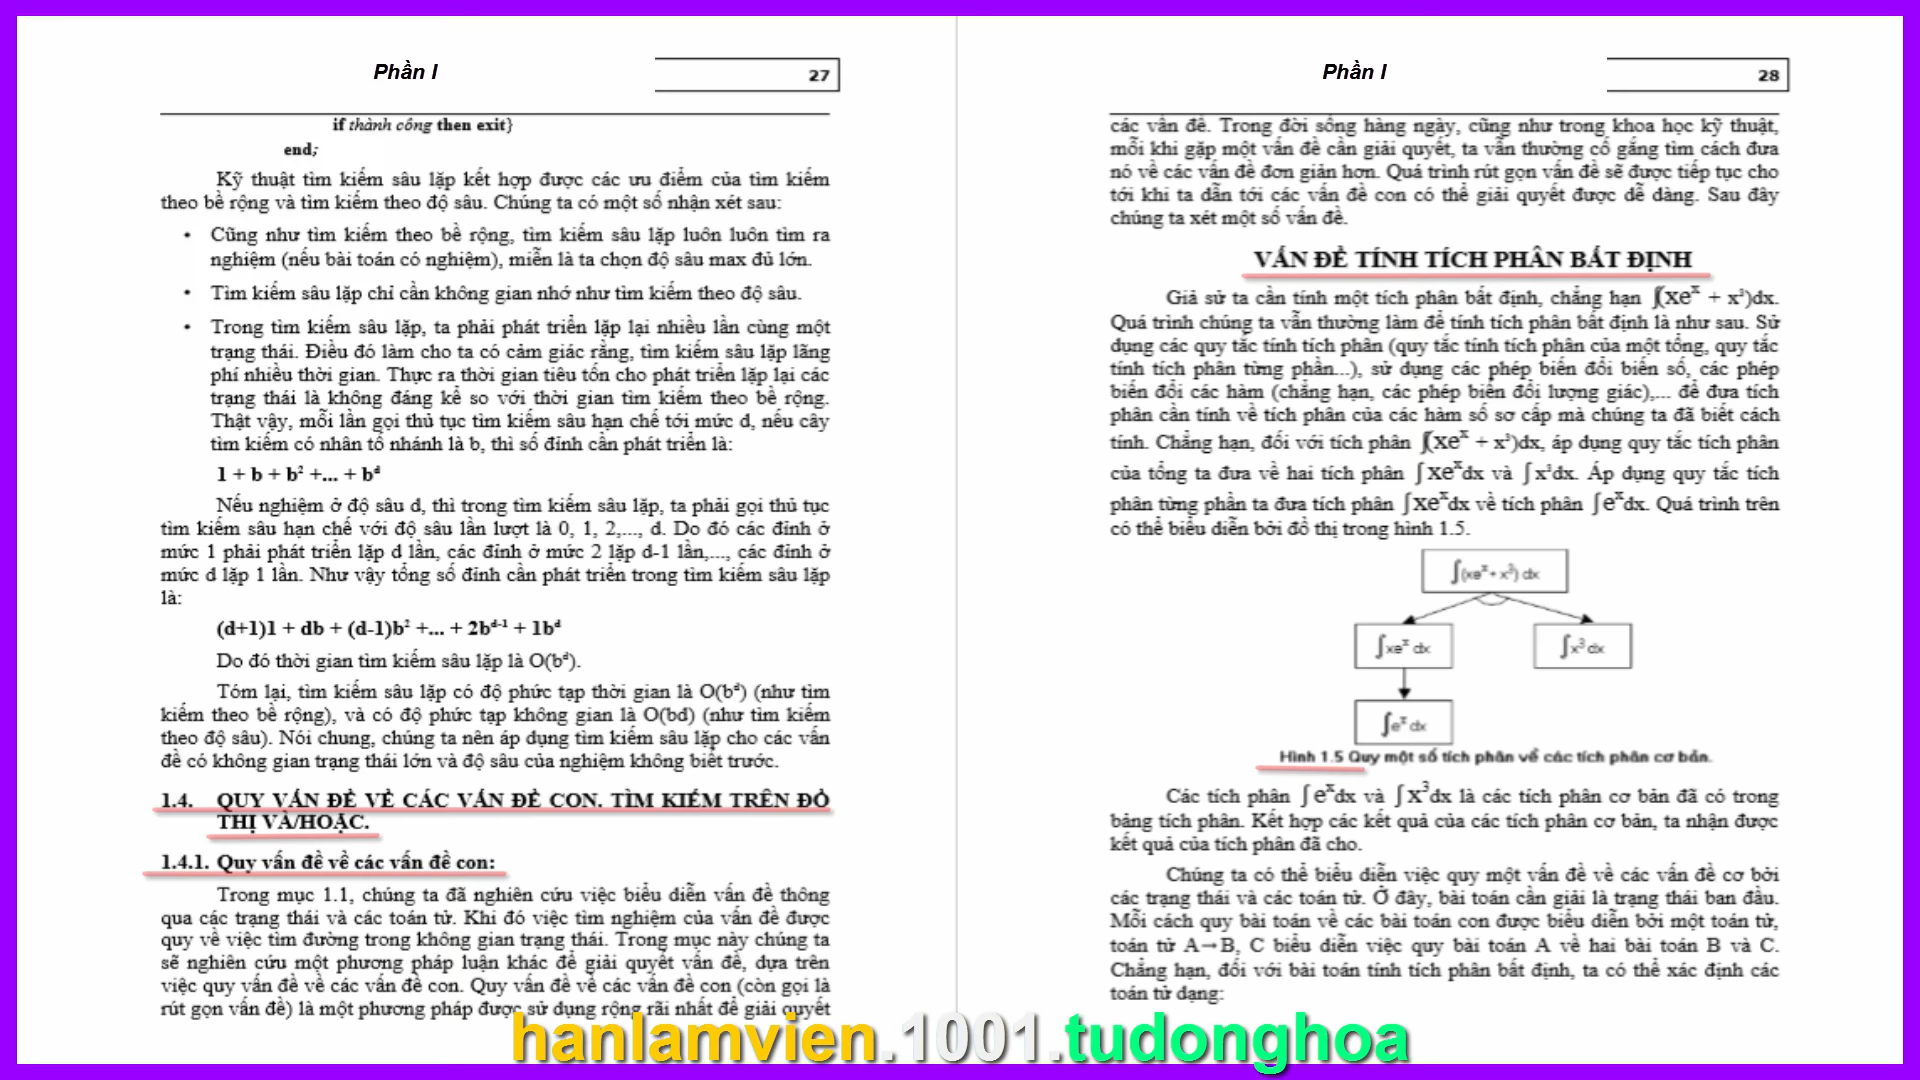 Phần I
27
if thành công then exit}
end;
Kỹ thuật tìm kiếm sâu lặp kết hợp được các ưu điểm của tìm kiếm
theo bề rộng và tìm kiếm theo độ sâu. Chúng ta có một số nhận xét sau:
• Cũng như tìm kiếm theo bề rộng, tìm kiếm sâu lặp luôn luôn tìm ra
nghiệm (nếu bài toán có nghiệm), miễn là ta chọn độ sâu max đủ lớn.
• Tìm kiếm sâu lặp chỉ cần không gian nhớ như tìm kiếm theo độ sâu.
• Trong tìm kiếm sâu lặp, ta phải phát triển lặp lại nhiều lần cùng một
trạng thái. Điều đó làm cho ta có cảm giác rằng, tìm kiếm sâu lặp lãng
phí nhiều thời gian. Thực ra thời gian tiêu tốn cho phát triển lặp lại các
trạng thái là không đáng kể so với thời gian tìm kiếm theo bề rộng.
Thật vậy, mỗi lần gọi thủ tục tìm kiếm sâu hạn chế tới mức d, nếu cây
tìm kiếm có nhân tố nhánh là b, thì số đỉnh cần phát triển là:
1 + b + b² +... + bᵈ
Nếu nghiệm ở độ sâu d, thì trong tìm kiếm sâu lặp, ta phải gọi thủ tục
tìm kiếm sâu hạn chế với độ sâu lần lượt là 0, 1, 2,..., d. Do đó các đỉnh ở
mức 1 phải phát triển lặp d lần, các đỉnh ở mức 2 lặp d-1 lần,..., các đỉnh ở
mức d lặp 1 lần. Như vậy tổng số đỉnh cần phát triển trong tìm kiếm sâu lặp
là:
(d+1)1 + db + (d-1)b² +... + 2bᵈ⁻¹ + 1bᵈ
Do đó thời gian tìm kiếm sâu lặp là O(bᵈ).
Tóm lại, tìm kiếm sâu lặp có độ phức tạp thời gian là O(bᵈ) (như tìm
kiếm theo bề rộng), và có độ phức tạp không gian là O(bd) (như tìm kiếm
theo độ sâu). Nói chung, chúng ta nên áp dụng tìm kiếm sâu lặp cho các vấn
đề có không gian trạng thái lớn và độ sâu của nghiệm không biết trước.
1.4. QUY VẤN ĐỀ VỀ CÁC VẤN ĐỀ CON. TÌM KIẾM TRÊN ĐỒ
THỊ VÀ/HOẶC.
1.4.1. Quy vấn đề về các vấn đề con:
Trong mục 1.1, chúng ta đã nghiên cứu việc biểu diễn vấn đề thông
qua các trạng thái và các toán tử. Khi đó việc tìm nghiệm của vấn đề được
quy về việc tìm đường trong không gian trạng thái. Trong mục này chúng ta
sẽ nghiên cứu một phương pháp luận khác để giải quyết vấn đề, dựa trên
việc quy vấn đề về các vấn đề con. Quy vấn đề về các vấn đề con (còn gọi là
rút gọn vấn đề) là một phương pháp được sử dụng rộng rãi nhất để giải quyết
Phần I
28
các vấn đề. Trong đời sống hàng ngày, cũng như trong khoa học kỹ thuật,
mỗi khi gặp một vấn đề cần giải quyết, ta vẫn thường cố gắng tìm cách đưa
nó về các vấn đề đơn giản hơn. Quá trình rút gọn vấn đề sẽ được tiếp tục cho
tới khi ta dẫn tới các vấn đề con có thể giải quyết được dễ dàng. Sau đây
chúng ta xét một số vấn đề.
VẤN ĐỀ TÍNH TÍCH PHÂN BẤT ĐỊNH
Giả sử ta cần tính một tích phân bất định, chẳng hạn ∫(xeˣ + x³)dx.
Quá trình chúng ta vẫn thường làm để tính tích phân bất định là như sau. Sử
dụng các quy tắc tính tích phân (quy tắc tính tích phân của một tổng, quy tắc
tính tích phân từng phần...), sử dụng các phép biến đổi biến số, các phép
biến đổi các hàm (chẳng hạn, các phép biến đổi lượng giác),... để đưa tích
phân cần tính về tích phân của các hàm số sơ cấp mà chúng ta đã biết cách
tính. Chẳng hạn, đối với tích phân ∫(xeˣ + x³)dx, áp dụng quy tắc tích phân
của tổng ta đưa về hai tích phân ∫xeˣdx và ∫x³dx. Áp dụng quy tắc tích
phân từng phần ta đưa tích phân ∫xeˣdx về tích phân ∫eˣdx. Quá trình trên
có thể biểu diễn bởi đồ thị trong hình 1.5.
∫(xeˣ+ x³) dx
∫xeˣ dx
∫x³ dx
∫eˣ dx
Hình 1.5 Quy một số tích phân về các tích phân cơ bản.
Các tích phân ∫eˣdx và ∫x³dx là các tích phân cơ bản đã có trong
bảng tích phân. Kết hợp các kết quả của các tích phân cơ bản, ta nhận được
kết quả của tích phân đã cho.
Chúng ta có thể biểu diễn việc quy một vấn đề về các vấn đề cơ bởi
các trạng thái và các toán tử. Ở đây, bài toán cần giải là trạng thái ban đầu.
Mỗi cách quy bài toán về các bài toán con được biểu diễn bởi một toán tử,
toán tử A→B, C biểu diễn việc quy bài toán A về hai bài toán B và C.
Chẳng hạn, đối với bài toán tính tích phân bất định, ta có thể xác định các
toán tử dạng:
hanlamvien.1001.tudonghoa